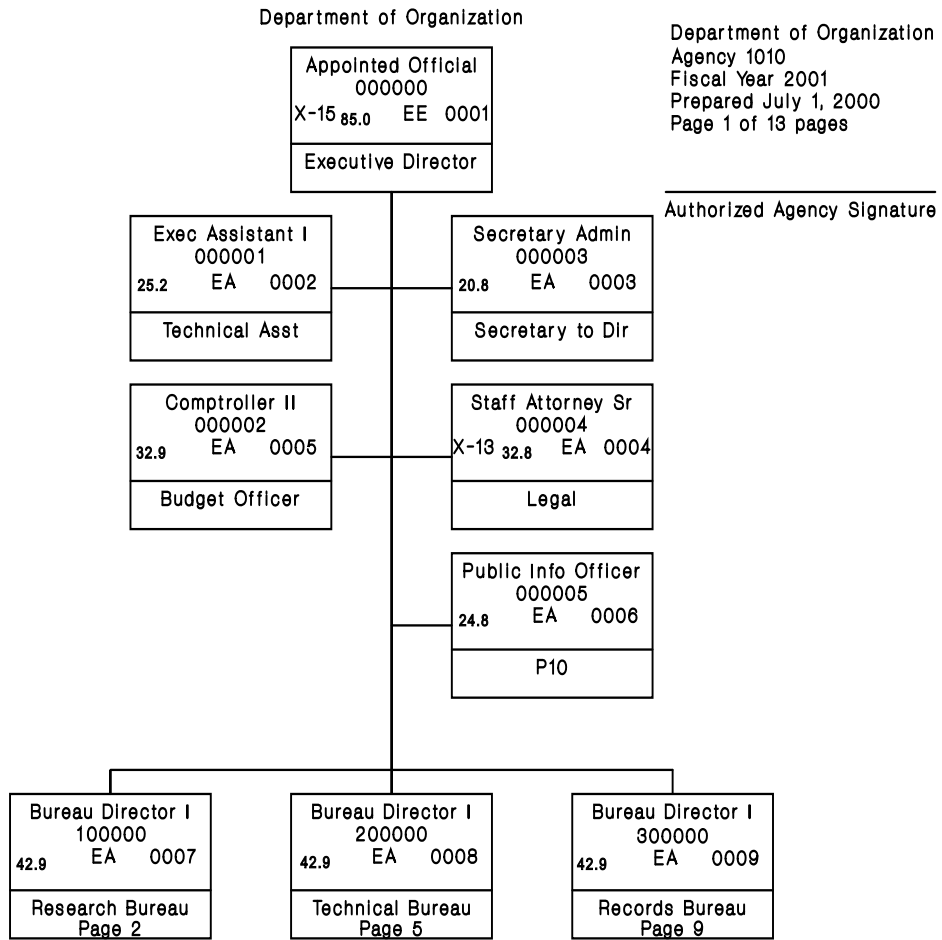 Department of Organization
Department of Organization
Agency 1010
Fiscal Year 2001
Prepared July 1, 2000
Page 1 of 13 pages
Authorized Agency Signature
Appointed Official
000000
X-15 85.0 EE 0001
Executive Director
Exec Assistant I
000001
25.2 EA 0002
Technical Asst
Secretary Admin
000003
20.8 EA 0003
Secretary to Dir
Comptroller II
000002
32.9 EA 0005
Budget Officer
Staff Attorney Sr
000004
X-13 32.8 EA 0004
Legal
Public Info Officer
000005
24.8 EA 0006
P10
Bureau Director I
100000
42.9 EA 0007
Research Bureau
Page 2
Bureau Director I
200000
42.9 EA 0008
Technical Bureau
Page 5
Bureau Director I
300000
42.9 EA 0009
Records Bureau
Page 9